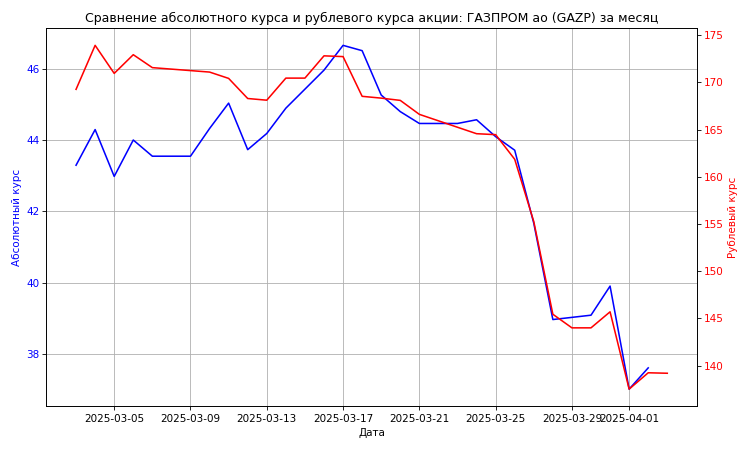 Сравнение абсолютного курса и рублевого курса акции: ГАЗПРОМ ао (GAZP) за месяц
Абсолютный курс
46
44
42
40
38
175
170
165
160
155
150
145
140
Рублевый курс
2025-03-05 2025-03-09 2025-03-13 2025-03-17 2025-03-21 2025-03-25 2025-03-29 2025-04-01
Дата